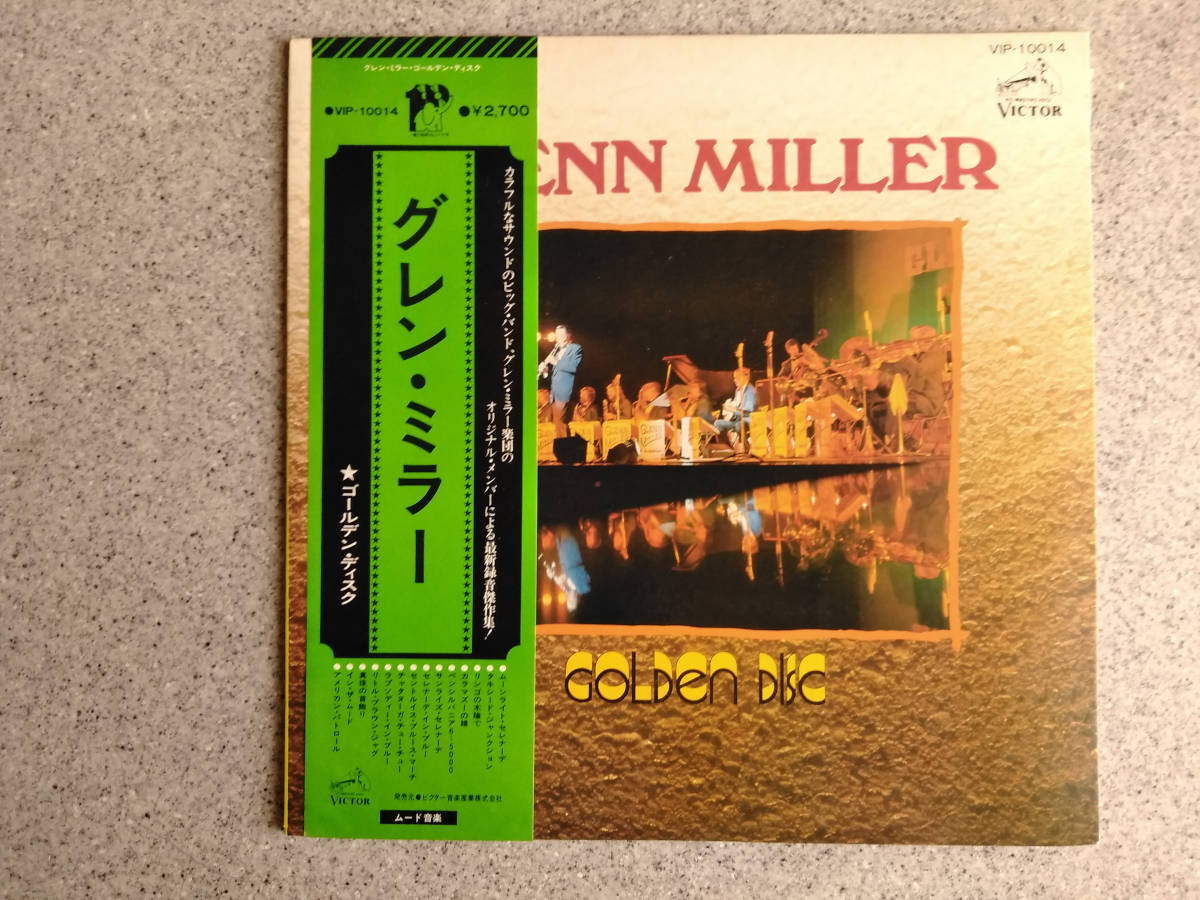 グレン・ミラー・ゴールデン・ディスク
●VIP-10014
●¥2,700
グレン・ミラー
★ゴールデン・ディスク
カラフルなサウンドのビッグ・バンド。グレン・ミラー楽団の
オリジナル・メンバーによる最新録音傑作集!
●ムーンライト・セレナーデ
●タキシード・ジャンクション
●リンゴの木陰で
●カラマズーの娘
●ペンシルバニア6-5000
●サンライズ・セレナーデ
●セレナーデ・イン・ブルー
●セントルイス・ブルース・マーチ
●チャタヌーガ・チュー・チュー
●ラプソディー・イン・ブルー
●リトル・ブラウン・ジャグ
●真珠の首飾り
●イン・ザ・ムード
●アメリカン・パトロール
VICTOR
発売元●ビクター音楽産業株式会社
ムード音楽
VIP-10014
"HIS MASTER'S VOICE"
VICTOR
ENN MILLER
GOLDen DISC